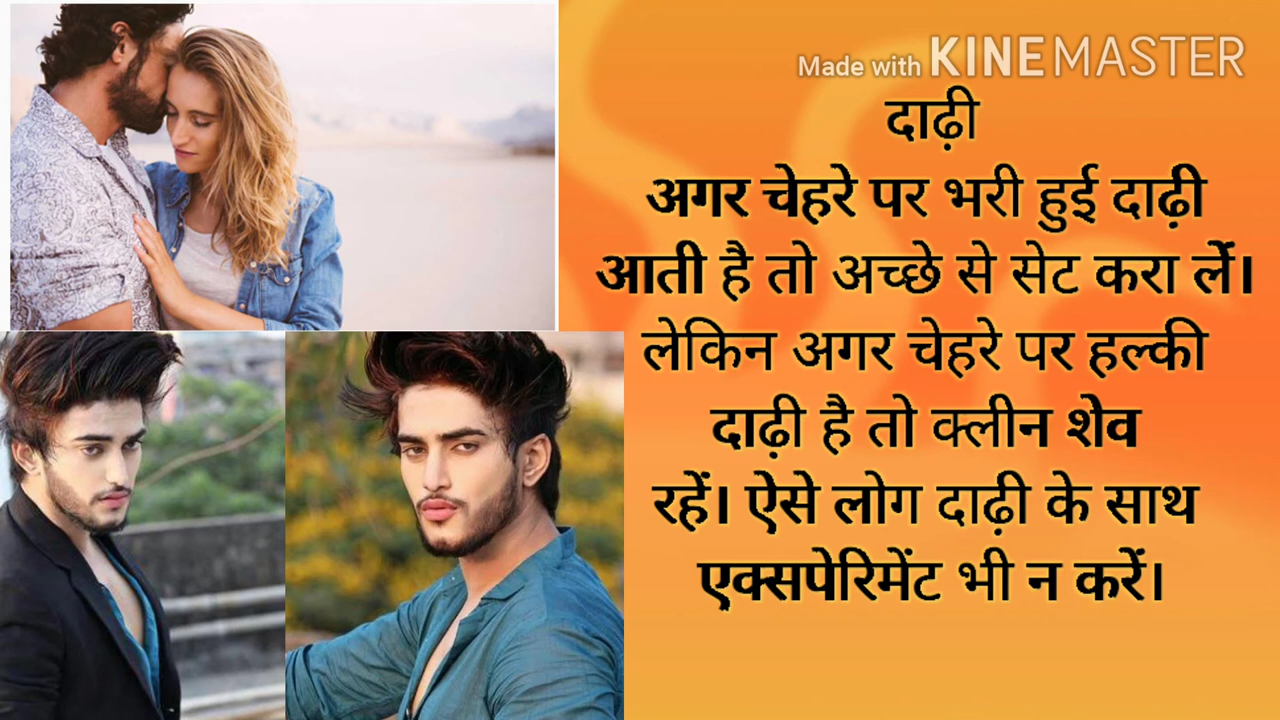 Made with KINEMASTER
दाढ़ी
अगर चेहरे पर भरी हुई दाढ़ी
आती है तो अच्छे से सेट करा लें।
लेकिन अगर चेहरे पर हल्की
दाढ़ी है तो क्लीन शेव
रहें। ऐसे लोग दाढ़ी के साथ
एक्सपेरिमेंट भी न करें।